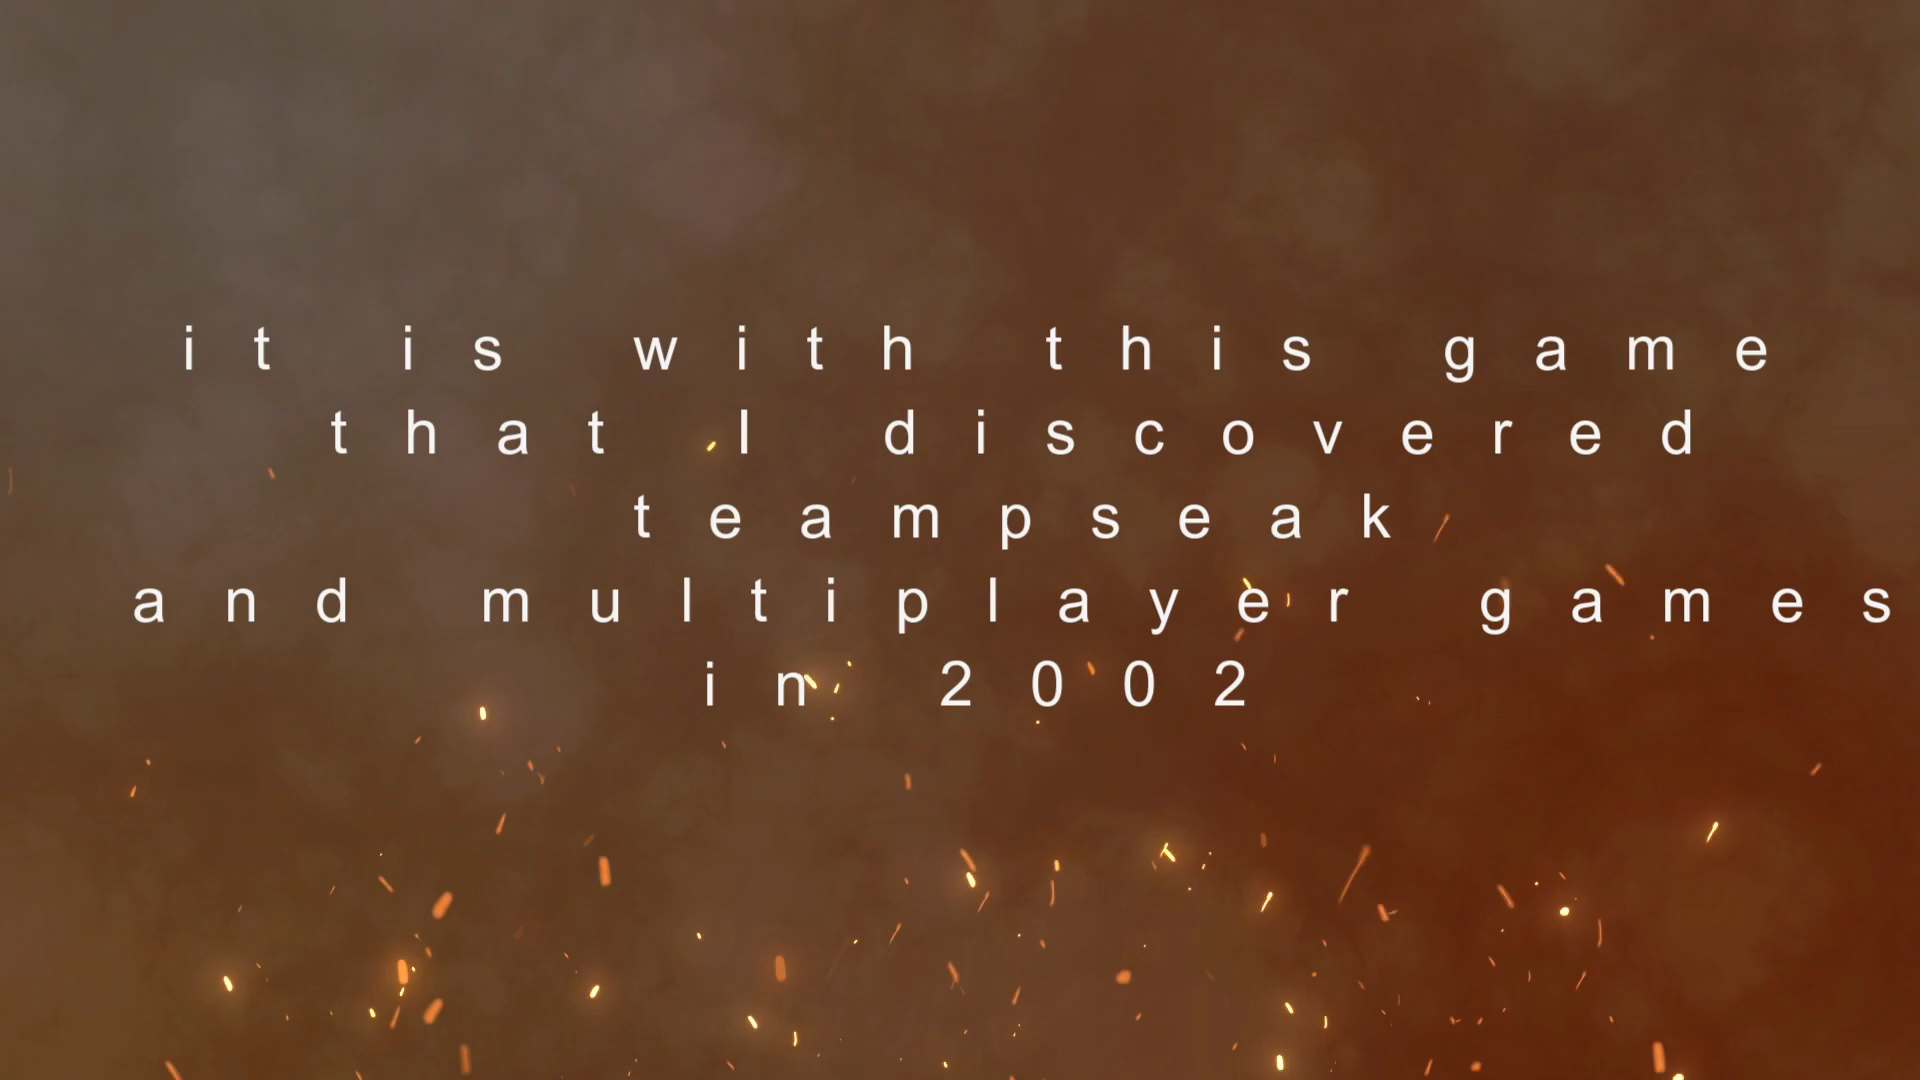 it is with this game
that I discovered
teampseak
and multiplayer games
in 2002